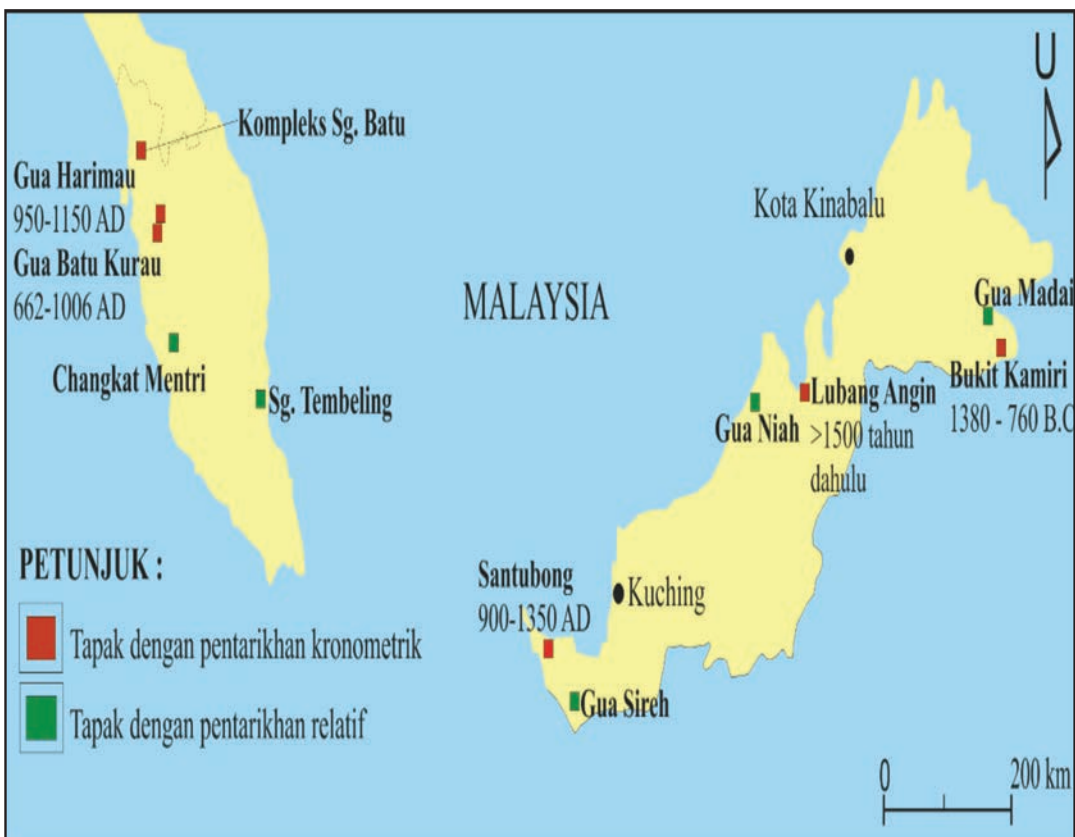 U
Kompleks Sg. Batu
Gua Harimau
950-1150 AD
Gua Batu Kurau
662-1006 AD
Changkat Mentri
Sg. Tembeling
MALAYSIA
Kota Kinabalu
Gua Madai
Bukit Kamiri
1380 - 760 B.C
Lubang Angin
>1500 tahun
dahulu
Gua Niah
Santubong
900-1350 AD
Kuching
Gua Sireh
PETUNJUK :
Tapak dengan pentarikhan kronometrik
Tapak dengan pentarikhan relatif
0
200 km